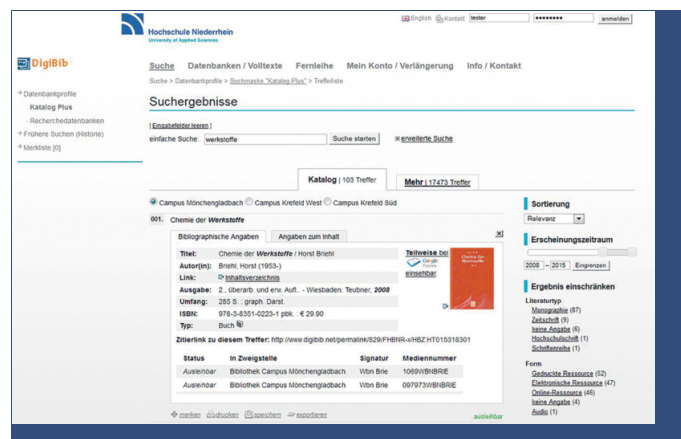 English Kontakt tester ******** anmelden
Hochschule Niederrhein
University of Applied Sciences
DigiBib
Suche Datenbanken / Volltexte Fernleihe Mein Konto / Verlängerung Info / Kontakt
Suche > Datenbankprofile > Suchmaske "Katalog Plus" > Trefferliste
Datenbankprofile
Katalog Plus
Recherchedatenbanken
Frühere Suchen (Historie)
Merkliste [0]
Suchergebnisse
[ Eingabefelder leeren ]
einfache Suche: werkstoffe Suche starten erweiterte Suche
Katalog | 103 Treffer Mehr | 17473 Treffer
Campus Mönchengladbach Campus Krefeld West Campus Krefeld Süd
001. Chemie der Werkstoffe
Bibliographische Angaben Angaben zum Inhalt
Titel: Chemie der Werkstoffe / Horst Briehl
Autor(in): Briehl, Horst (1953-)
Link: Inhaltsverzeichnis
Ausgabe: 2., überarb. und erw. Aufl.. - Wiesbaden: Teubner, 2008
Umfang: 285 S. : graph. Darst.
ISBN: 978-3-8351-0223-1 pbk. : € 29.90
Typ: Buch
Teilweise bei
Google
einsehbar.
Chemie der
Werkstoffe
Zitierlink zu diesem Treffer: http://www.digibib.net/permalink/829/FHBNR-x/HBZ:HT015318301
Status In Zweigstelle Signatur Mediennummer
Ausleihbar Bibliothek Campus Mönchengladbach Wbn Brie 1069WBNBRIE
Ausleihbar Bibliothek Campus Mönchengladbach Wbn Brie 097973WBNBRIE
merken drucken speichern exportieren ausleihbar
Sortierung
Relevanz
Erscheinungszeitraum
2008 – 2015 Eingrenzen
Ergebnis einschränken
Literaturtyp
Monographie (87)
Zeitschrift (9)
keine Angabe (6)
Hochschulschrift (1)
Schriftenreihe (1)
Form
Gedruckte Ressource (52)
Elektronische Ressource (47)
Online-Ressource (46)
keine Angabe (4)
Audio (1)